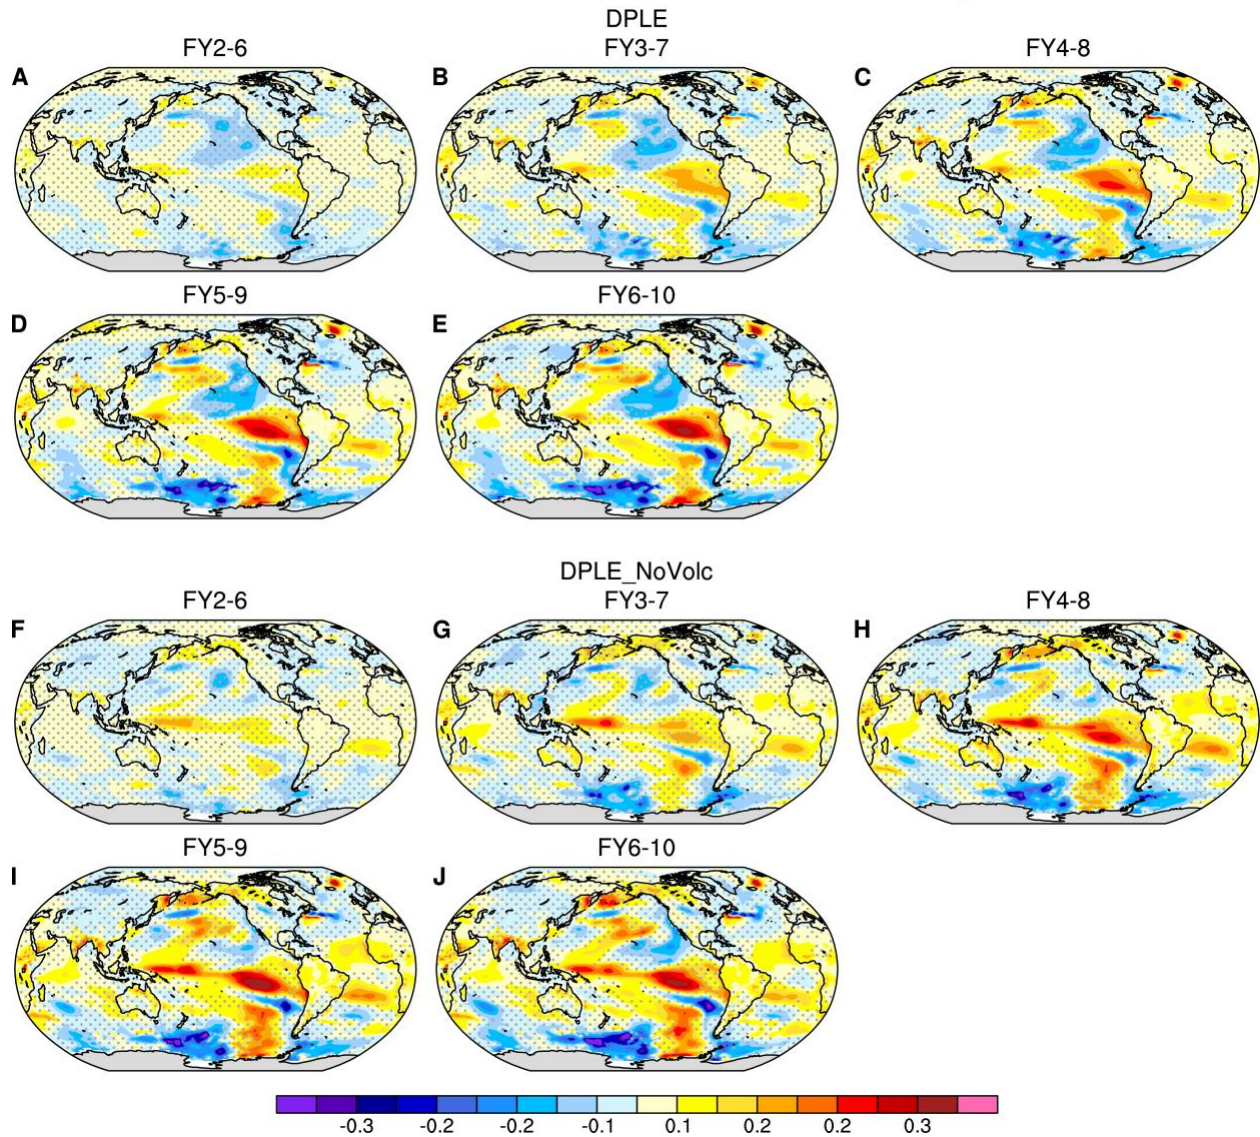 DPLE
FY2-6 FY3-7 FY4-8
A B C
FY5-9 FY6-10
D E
DPLE_NoVolc
FY2-6 FY3-7 FY4-8
F G H
FY5-9 FY6-10
I J
-0.3 -0.2 -0.2 -0.1 0.1 0.2 0.2 0.3